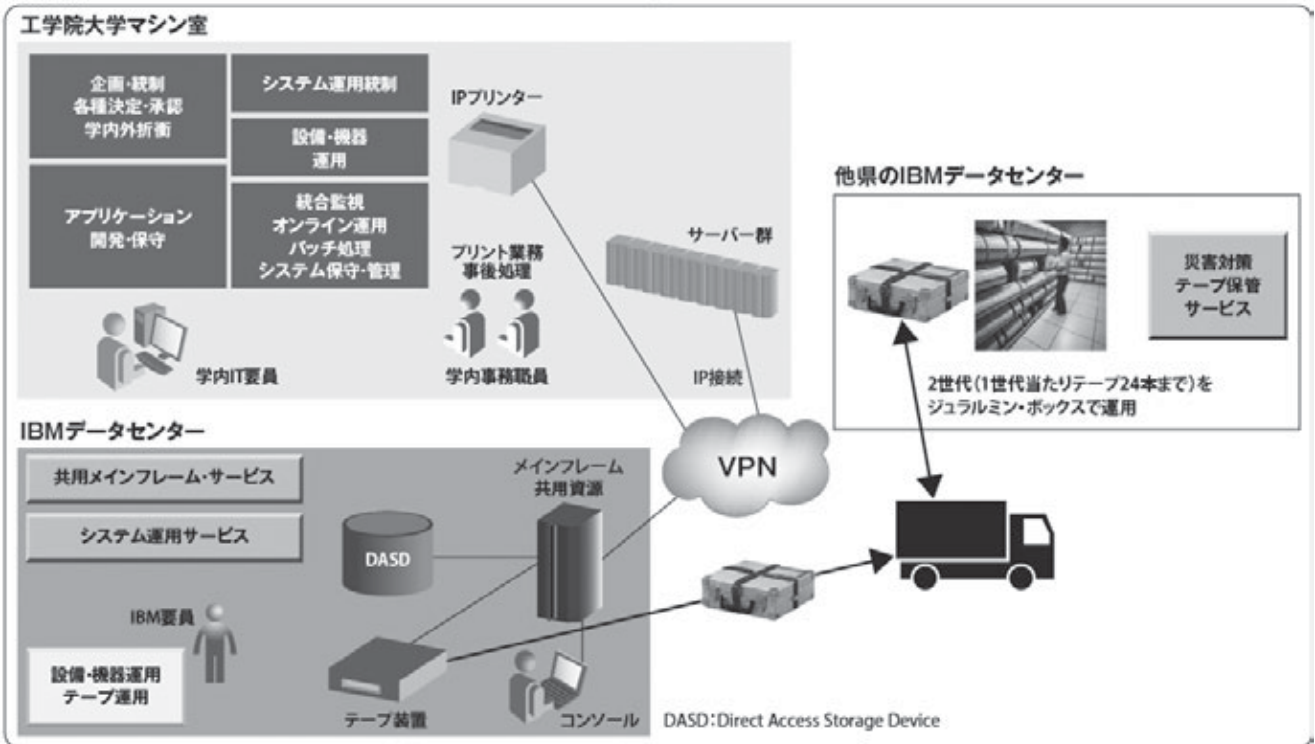 工学院大学マシン室
企画・統制
各種決定・承認
学内外折衝
システム運用統制
設備・機器
運用
アプリケーション
開発・保守
統合監視
オンライン運用
バッチ処理
システム保守・管理
IPプリンター
プリント業務
事後処理
サーバー群
学内IT要員
学内事務職員
IP接続
他県のIBMデータセンター
災害対策
テープ保管
サービス
2世代(1世代当たりテープ24本まで)を
ジュラルミン・ボックスで運用
IBMデータセンター
共用メインフレーム・サービス
システム運用サービス
メインフレーム
共用資源
VPN
DASD
IBM要員
設備・機器運用
テープ運用
テープ装置
コンソール
DASD:Direct Access Storage Device